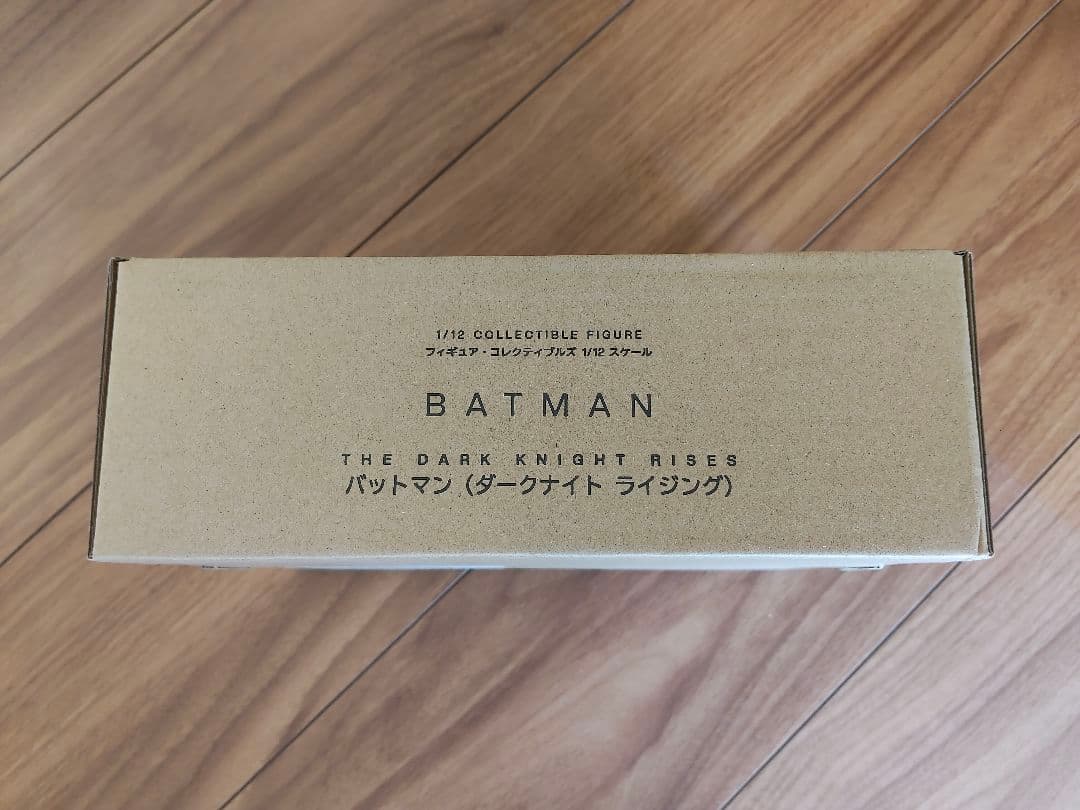 1/12 COLLECTIBLE FIGURE
フィギュア・コレクティブルズ 1/12 スケール
BATMAN
THE DARK KNIGHT RISES
バットマン（ダークナイト ライジング）